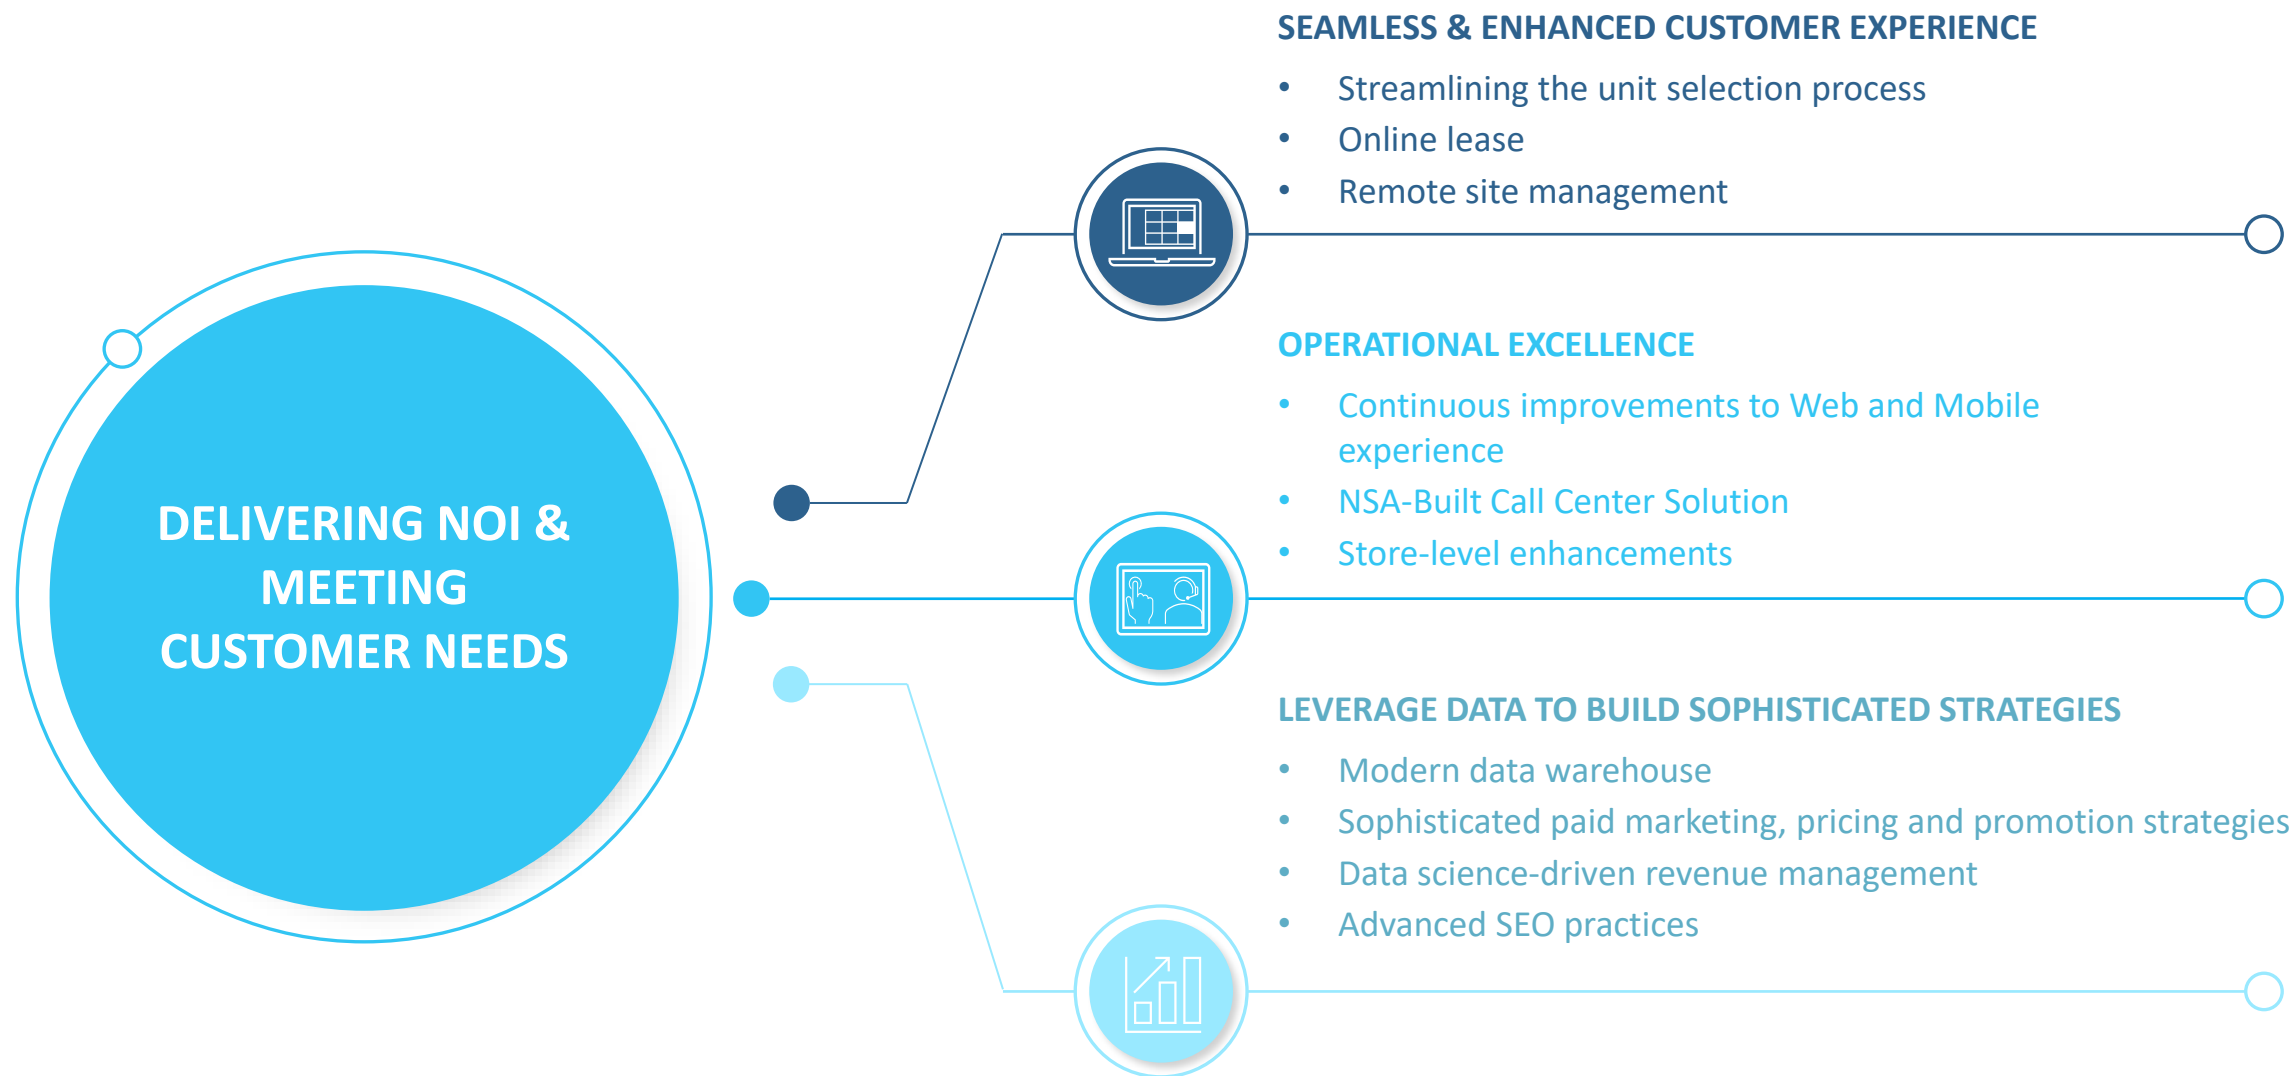 DELIVERING NOI &
MEETING
CUSTOMER NEEDS
SEAMLESS & ENHANCED CUSTOMER EXPERIENCE
• Streamlining the unit selection process
• Online lease
• Remote site management
OPERATIONAL EXCELLENCE
• Continuous improvements to Web and Mobile
experience
• NSA-Built Call Center Solution
• Store-level enhancements
LEVERAGE DATA TO BUILD SOPHISTICATED STRATEGIES
• Modern data warehouse
• Sophisticated paid marketing, pricing and promotion strategies
• Data science-driven revenue management
• Advanced SEO practices